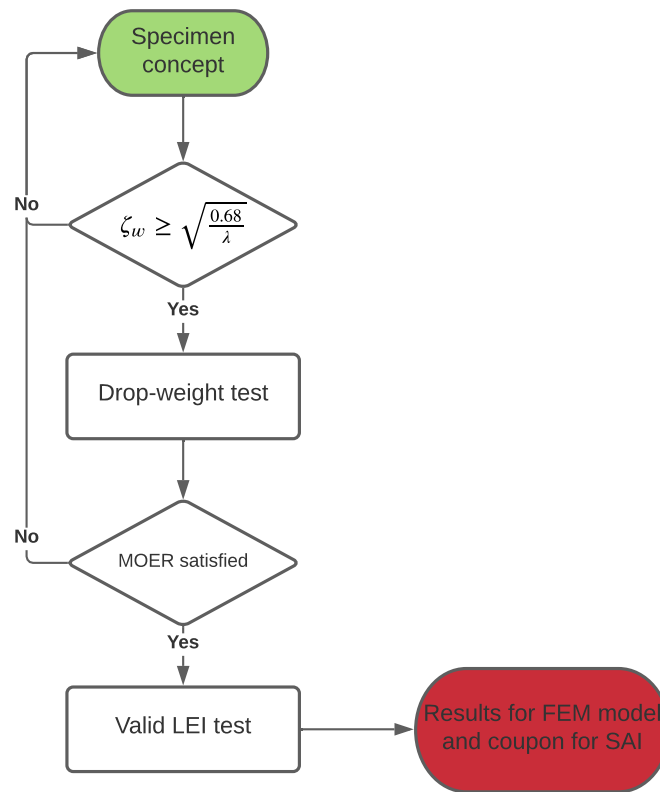 Specimen
concept
No
ζw ≥ √(0.68/λ)
Yes
Drop-weight test
No
MOER satisfied
Yes
Valid LEI test
Results for FEM model
and coupon for SAI